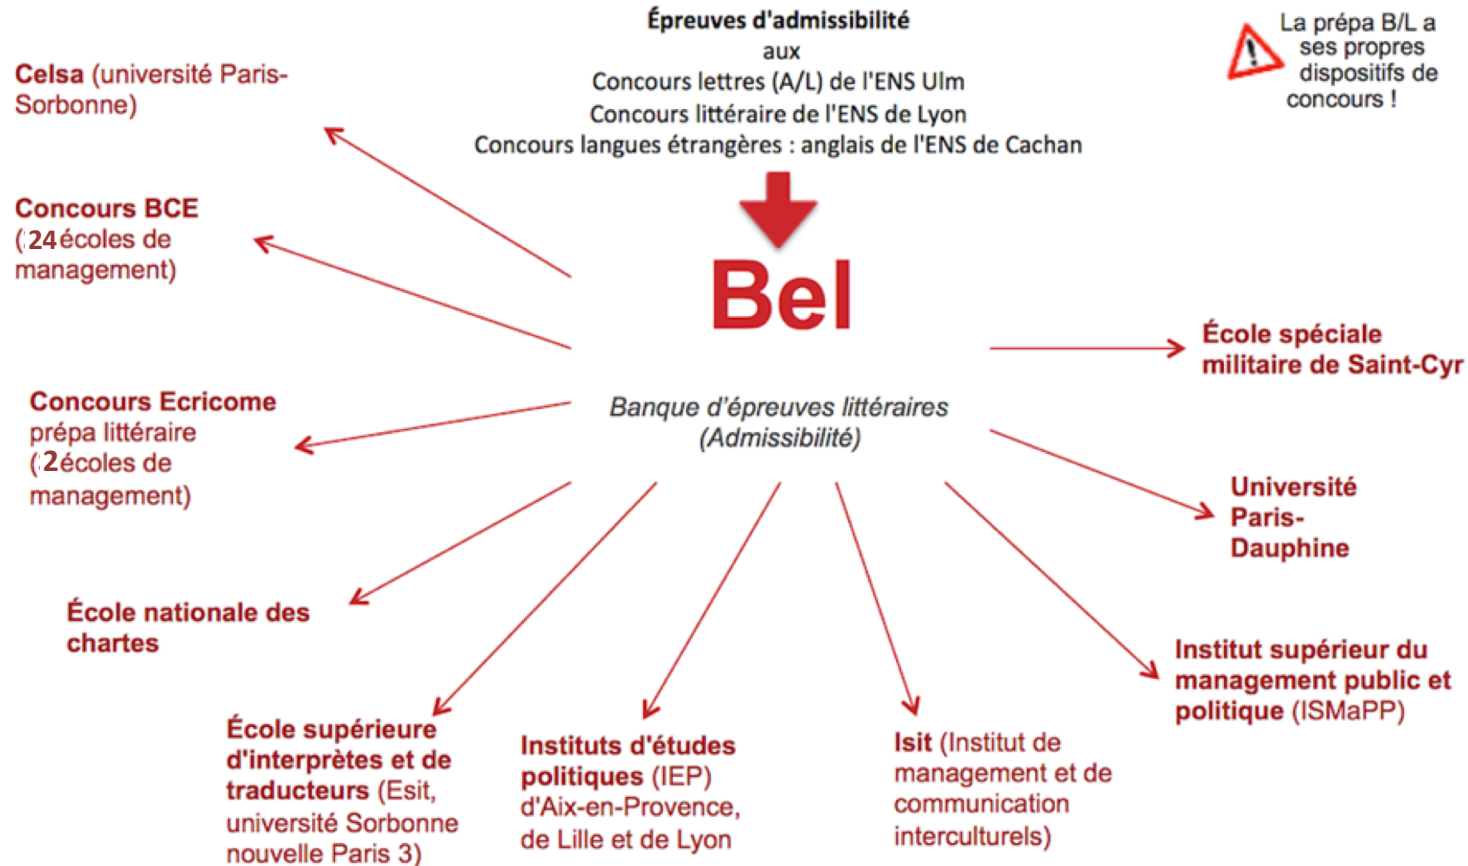 Épreuves d'admissibilité
aux
Concours lettres (A/L) de l'ENS Ulm
Concours littéraire de l'ENS de Lyon
Concours langues étrangères : anglais de l'ENS de Cachan
La prépa B/L a
ses propres
dispositifs de
concours !
Celsa (université Paris-
Sorbonne)
Concours BCE
(24 écoles de
management)
Bel
Banque d'épreuves littéraires
(Admissibilité)
École spéciale
militaire de Saint-Cyr
Concours Ecricome
prépa littéraire
(2 écoles de
management)
Université
Paris-
Dauphine
École nationale des
chartes
Institut supérieur du
management public et
politique (ISMaPP)
École supérieure
d'interprètes et de
traducteurs (Esit,
université Sorbonne
nouvelle Paris 3)
Instituts d'études
politiques (IEP)
d'Aix-en-Provence,
de Lille et de Lyon
Isit (Institut de
management et de
communication
interculturels)